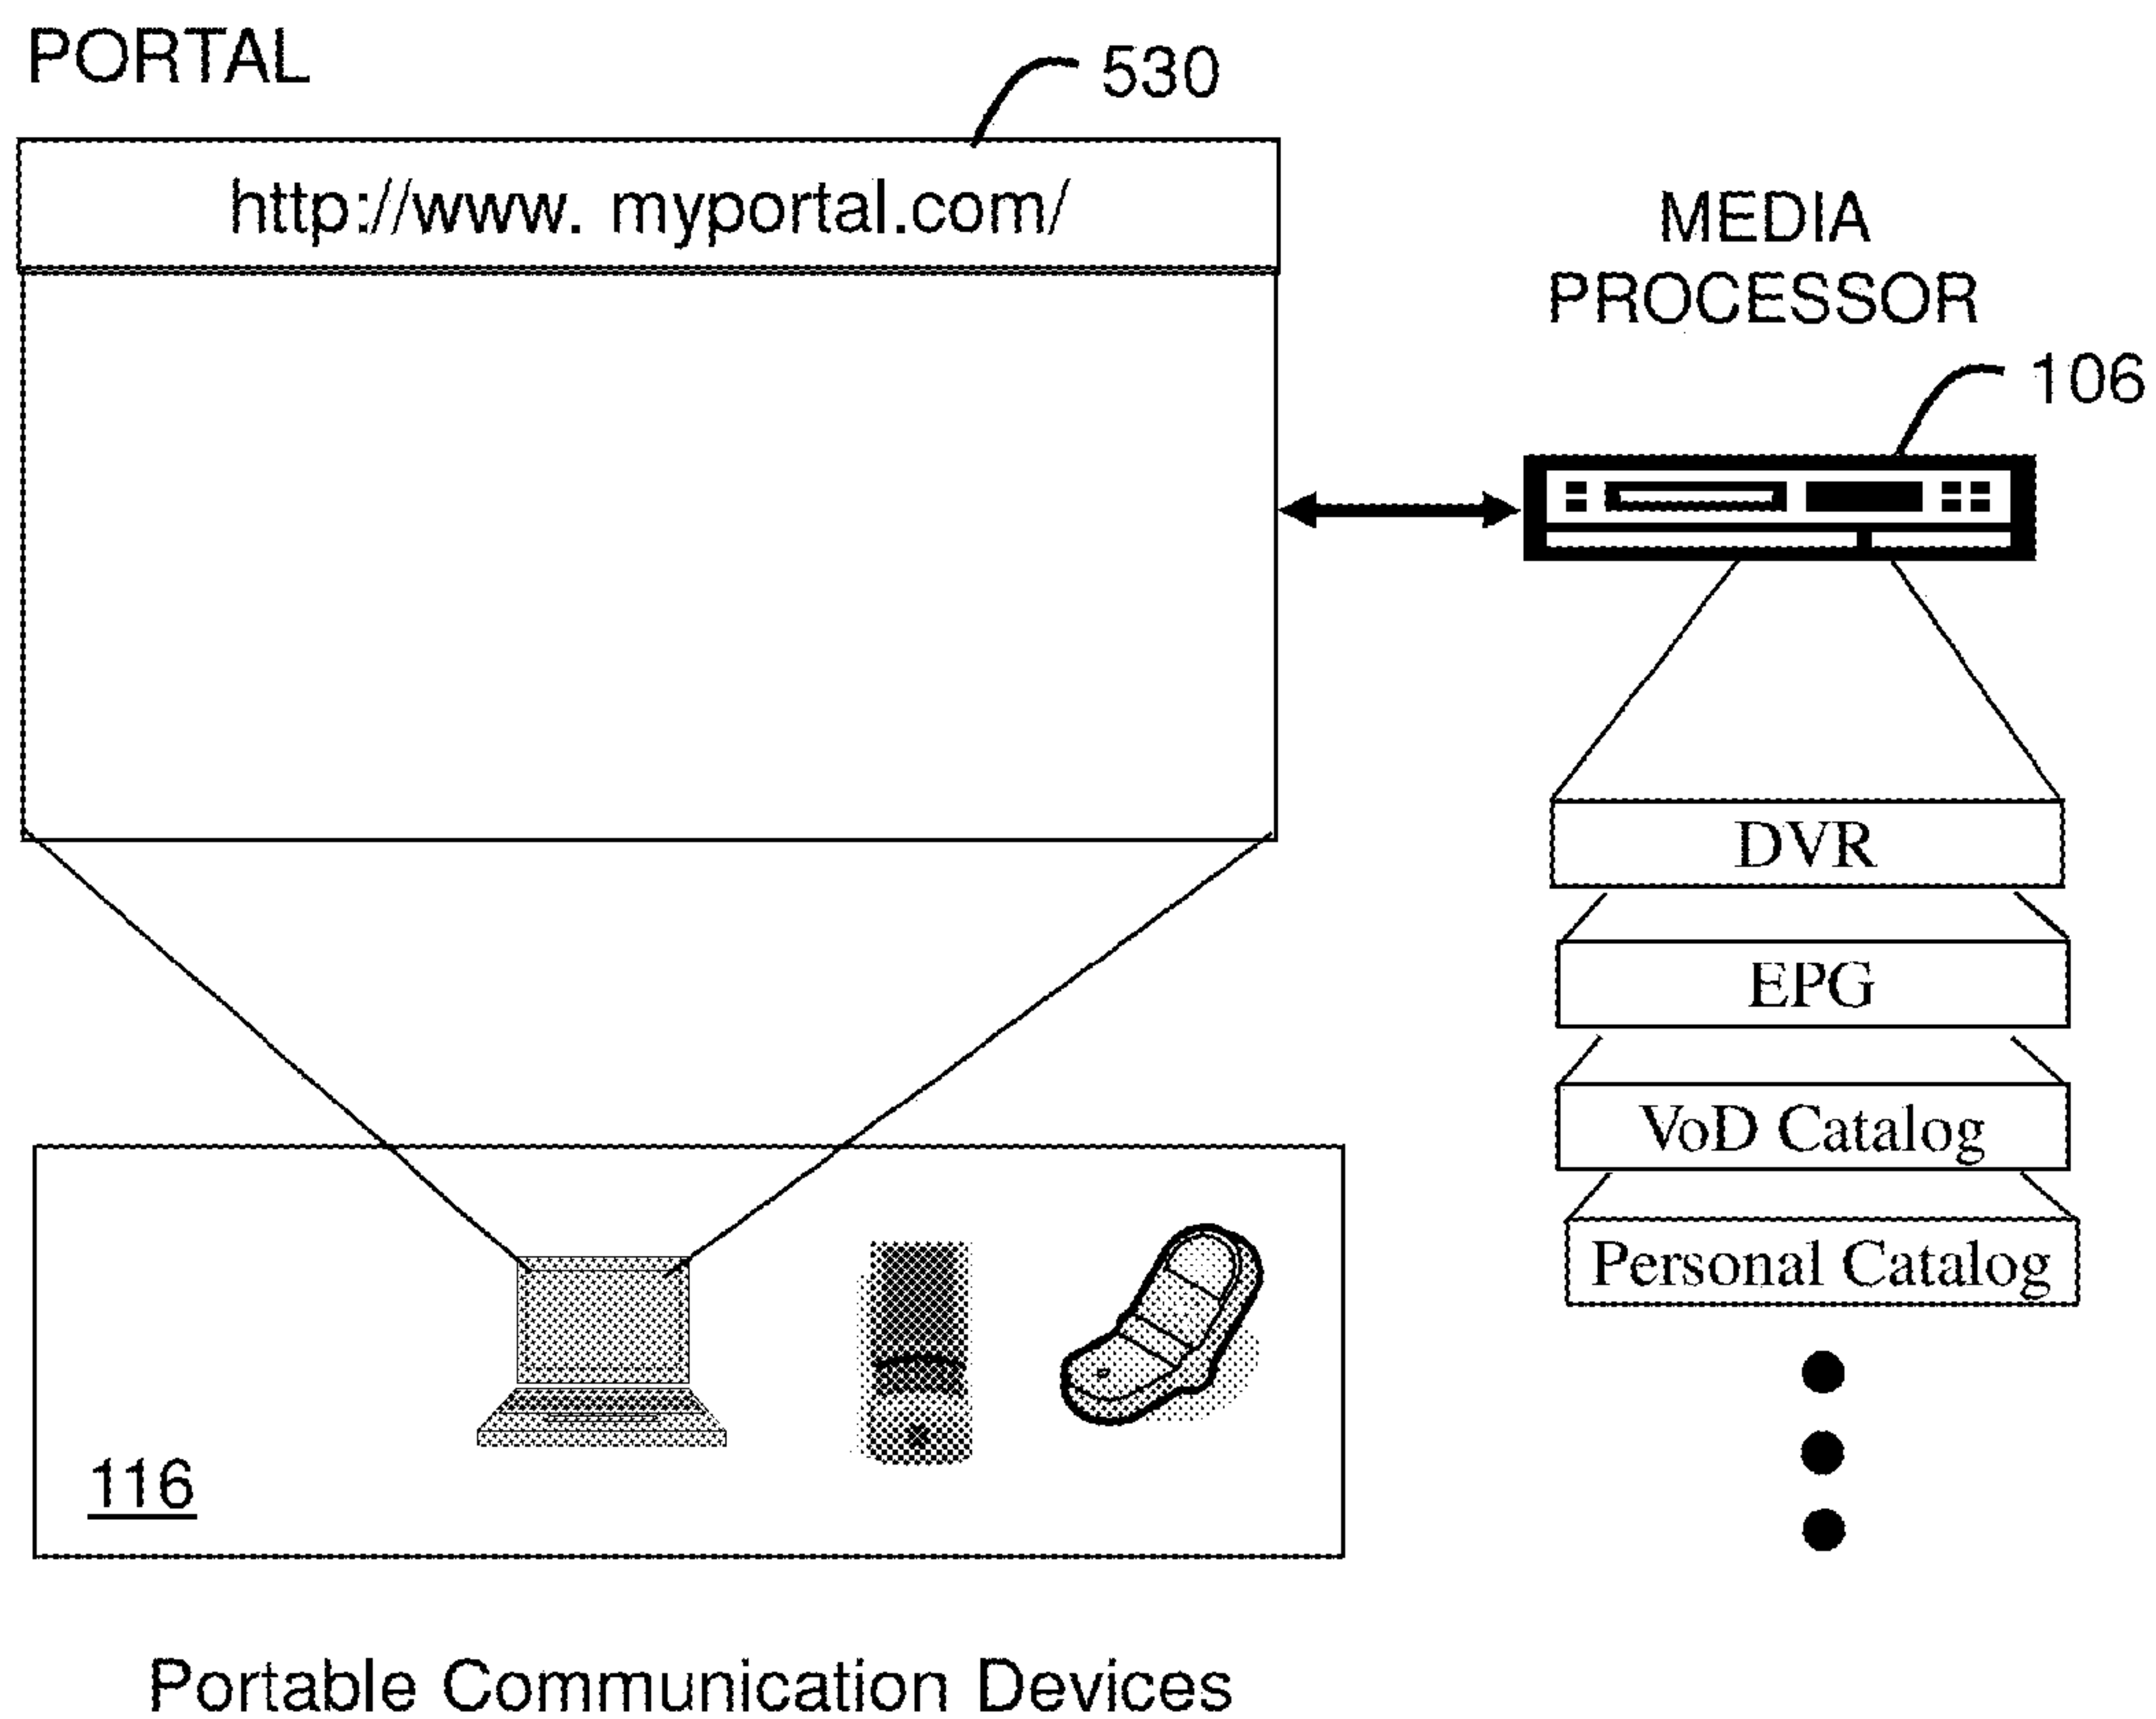 PORTAL
530
http://www. myportal.com/
MEDIA
PROCESSOR
106
DVR
EPG
VoD Catalog
Personal Catalog
116
Portable Communication Devices